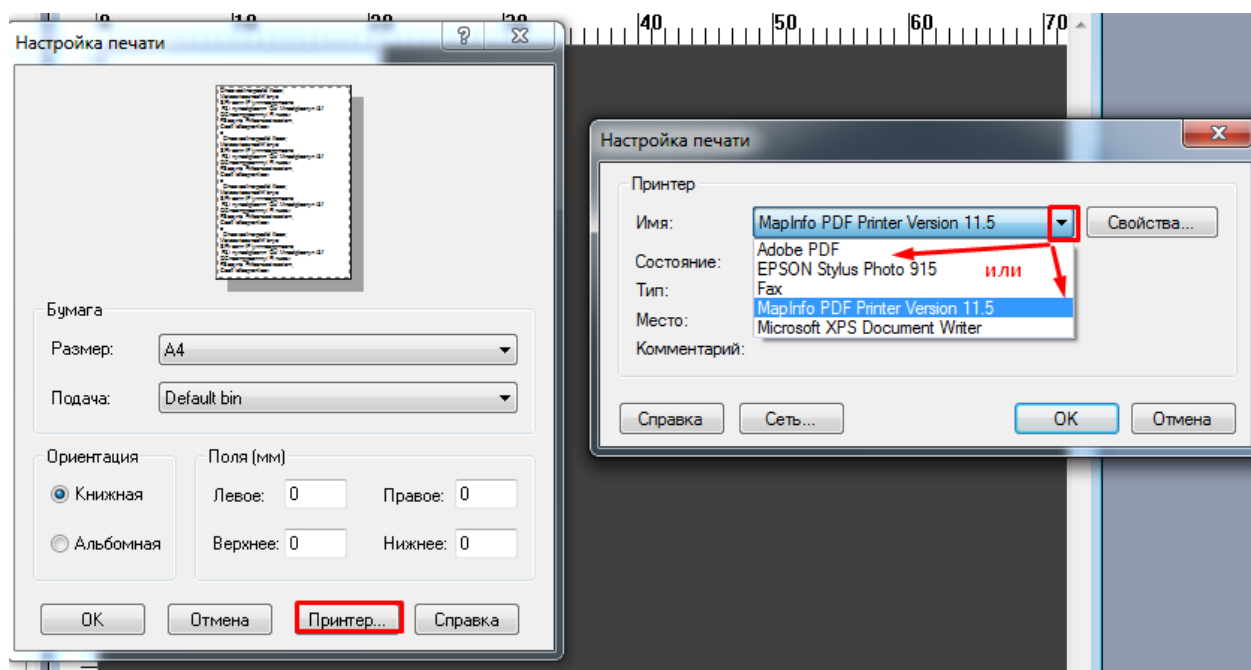 0 10 20 30 40 50 60 70
Настройка печати
Бумага
Размер: A4
Подача: Default bin
Ориентация
Книжная
Альбомная
Поля (мм)
Левое: 0 Правое: 0
Верхнее: 0 Нижнее: 0
OK Отмена Принтер... Справка
Настройка печати
Принтер
Имя: MapInfo PDF Printer Version 11.5 Свойства...
Состояние:
Тип:
Место:
Комментарий:
Adobe PDF
EPSON Stylus Photo 915
или
Fax
MapInfo PDF Printer Version 11.5
Microsoft XPS Document Writer
Справка Сеть... OK Отмена